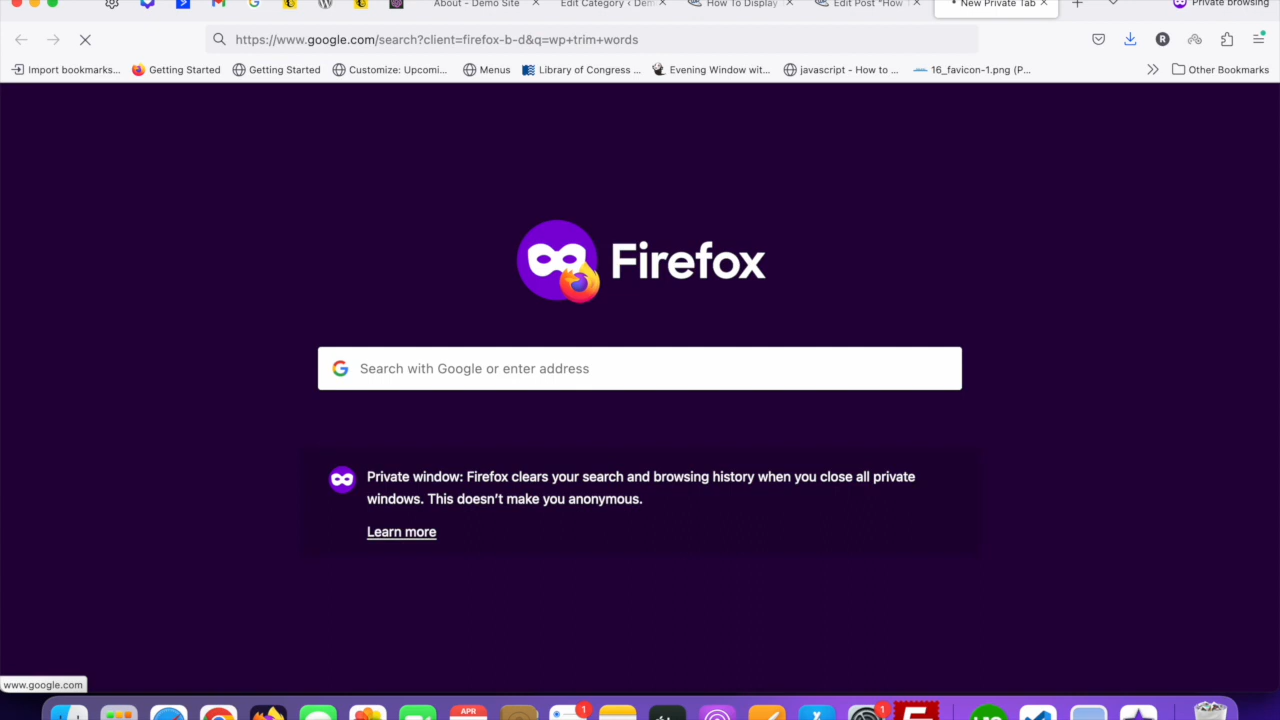 About - Demo Site
Edit Category ‹ Dem
How To Display
Edit Post "How T
New Private Tab
Private browsing
https://www.google.com/search?client=firefox-b-d&q=wp+trim+words
R
Import bookmarks...
Getting Started
Getting Started
Customize: Upcomi...
Menus
Library of Congress ...
Evening Window wit...
javascript - How to ...
16_favicon-1.png (P...
Other Bookmarks
Firefox
Search with Google or enter address
Private window: Firefox clears your search and browsing history when you close all private
windows. This doesn't make you anonymous.
Learn more
www.google.com
APR
1
1